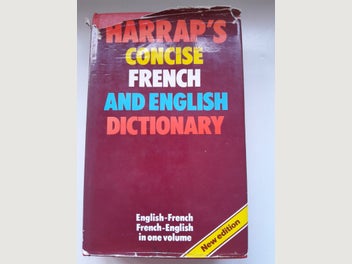 HARRAP'S
CONCISE
FRENCH
AND ENGLISH
DICTIONARY
English-French
French-English
in one volume
New edition